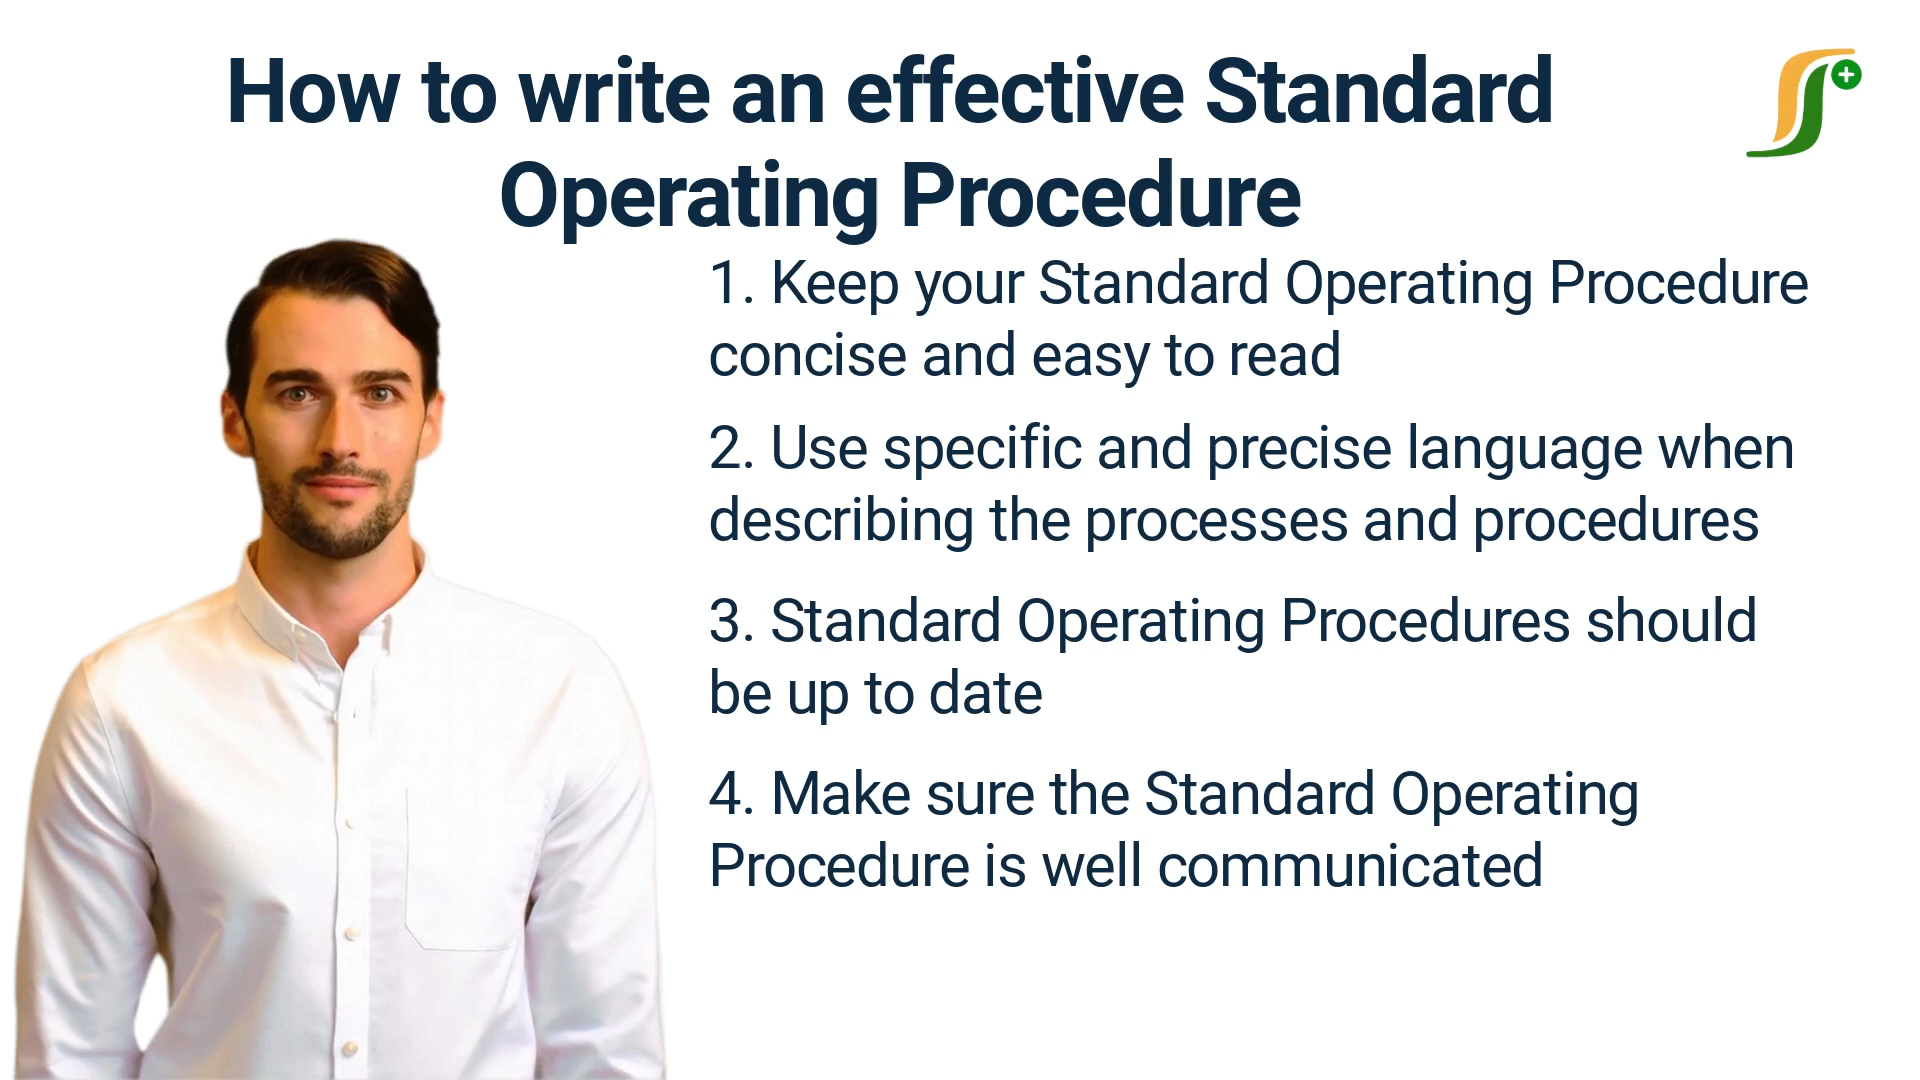 How to write an effective Standard
Operating Procedure
1. Keep your Standard Operating Procedure
concise and easy to read
2. Use specific and precise language when
describing the processes and procedures
3. Standard Operating Procedures should
be up to date
4. Make sure the Standard Operating
Procedure is well communicated